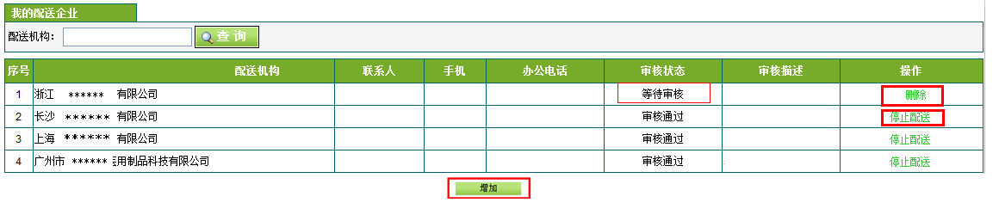 我的配送企业
配送机构： 查 询
序号 配送机构 联系人 手机 办公电话 审核状态 审核描述 操作
1 浙江 ****** 有限公司 等待审核 删除
2 长沙 ****** 有限公司 审核通过 停止配送
3 上海 ****** 有限公司 审核通过 停止配送
4 广州市 ****** 用制品科技有限公司 审核通过 停止配送
增加